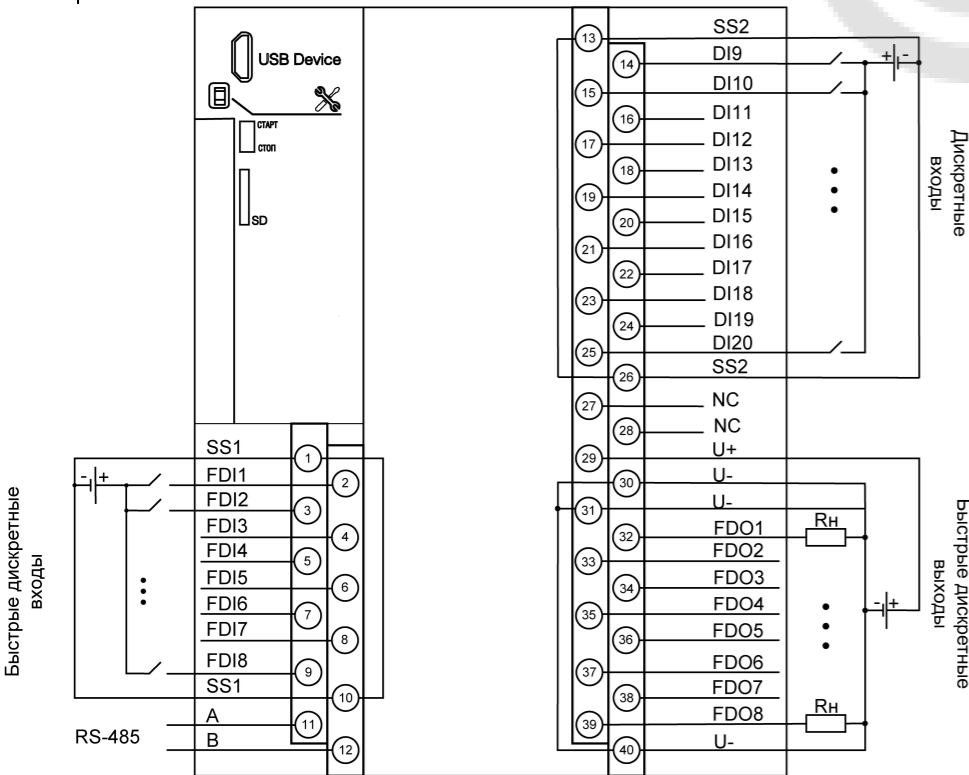 USB Device
СТАРТ
СТОП
SD
Быстрые дискретные
входы
SS1 1
FDI1 2
FDI2 3
FDI3 4
FDI4 5
FDI5 6
FDI6 7
FDI7 8
FDI8 9
SS1 10
RS-485
A 11
B 12
- +
13 SS2
14 DI9
15 DI10
16 DI11
17 DI12
18 DI13
19 DI14
20 DI15
21 DI16
22 DI17
23 DI18
24 DI19
25 DI20
26 SS2
+ -
Дискретные
входы
27 NC
28 NC
29 U+
30 U-
31 U-
32 FDO1 Rн
33 FDO2
34 FDO3
35 FDO4
36 FDO5
37 FDO6
38 FDO7
39 FDO8 Rн
40 U-
- +
Быстрые дискретные
выходы